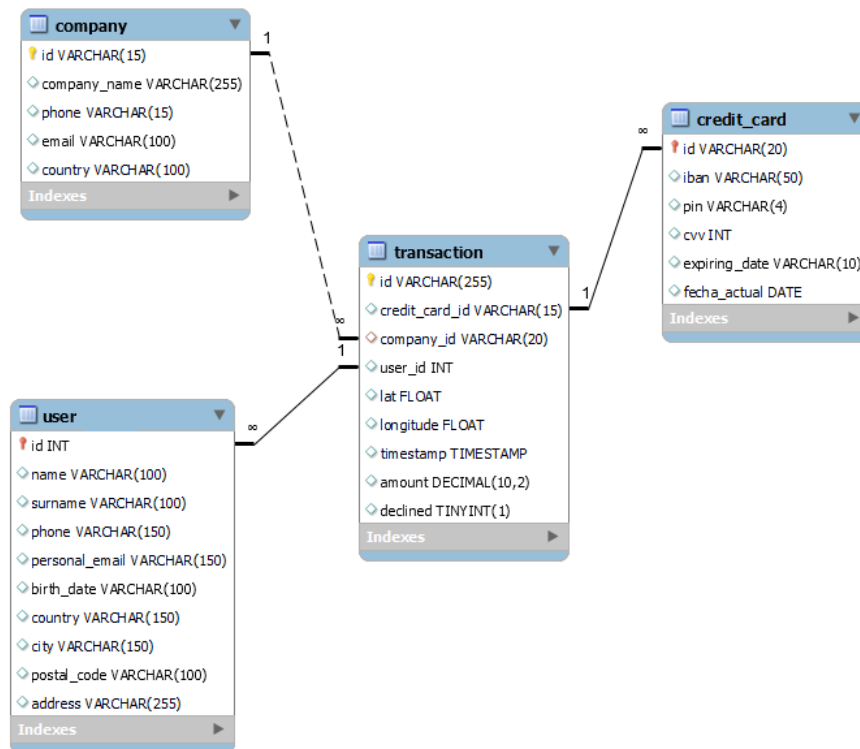 company
id VARCHAR(15)
company_name VARCHAR(255)
phone VARCHAR(15)
email VARCHAR(100)
country VARCHAR(100)
Indexes
1
∞
credit_card
id VARCHAR(20)
iban VARCHAR(50)
pin VARCHAR(4)
cvv INT
expiring_date VARCHAR(10)
fecha_actual DATE
Indexes
∞
1
transaction
id VARCHAR(255)
credit_card_id VARCHAR(15)
company_id VARCHAR(20)
user_id INT
lat FLOAT
longitude FLOAT
timestamp TIMESTAMP
amount DECIMAL(10,2)
declined TINYINT(1)
Indexes
1
∞
user
id INT
name VARCHAR(100)
surname VARCHAR(100)
phone VARCHAR(150)
personal_email VARCHAR(150)
birth_date VARCHAR(100)
country VARCHAR(150)
city VARCHAR(150)
postal_code VARCHAR(100)
address VARCHAR(255)
Indexes